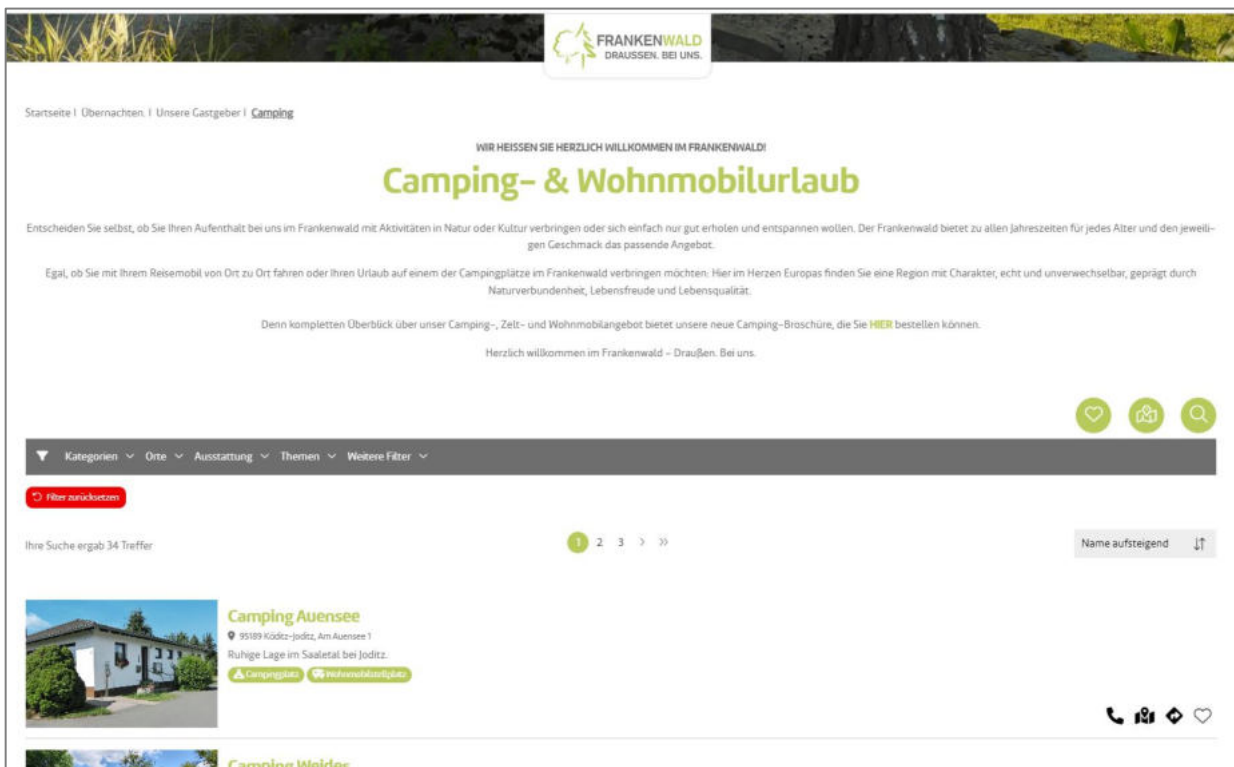 FRANKENWALD
DRAUSSEN. BEI UNS.
Startseite I Übernachten. I Unsere Gastgeber I Camping
WIR HEISSEN SIE HERZLICH WILLKOMMEN IM FRANKENWALD!
Camping- & Wohnmobilurlaub
Entscheiden Sie selbst, ob Sie Ihren Aufenthalt bei uns im Frankenwald mit Aktivitäten in Natur oder Kultur verbringen oder sich einfach nur gut erholen und entspannen wollen. Der Frankenwald bietet zu allen Jahreszeiten für jedes Alter und den jeweili-
gen Geschmack das passende Angebot.
Egal, ob Sie mit Ihrem Reisemobil von Ort zu Ort fahren oder Ihren Urlaub auf einem der Campingplätze im Frankenwald verbringen möchten: Hier im Herzen Europas finden Sie eine Region mit Charakter, echt und unverwechselbar, geprägt durch
Naturverbundenheit, Lebensfreude und Lebensqualität.
Denn kompletten Überblick über unser Camping-, Zelt- und Wohnmobilangebot bietet unsere neue Camping-Broschüre, die Sie HIER bestellen können.
Herzlich willkommen im Frankenwald – Draußen. Bei uns.
Kategorien Orte Ausstattung Themen Weitere Filter
Filter zurücksetzen
Ihre Suche ergab 34 Treffer 1 2 3 > >> Name aufsteigend
Camping Auensee
95189 Köditz-Joditz, Am Auensee 1
Ruhige Lage im Saaletal bei Joditz.
Campingplatz Wohnmobilstellplatz
Camping Weides